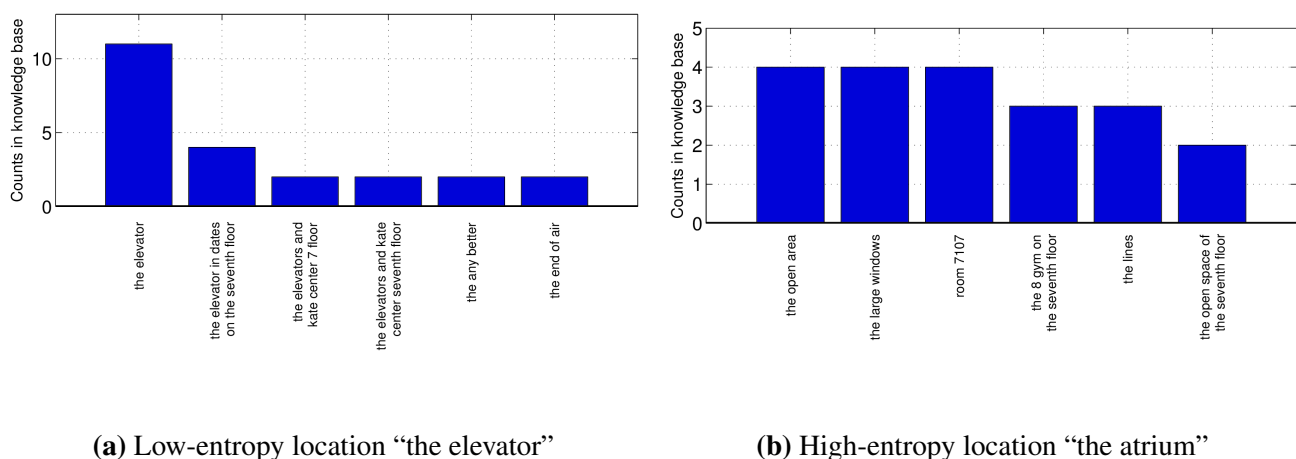 Counts in knowledge base
10
5
0
the elevator
the elevator in dates
on the seventh floor
the elevators and
kate center 7 floor
the elevators and kate
center seventh floor
the any better
the end of air
(a) Low-entropy location “the elevator”
Counts in knowledge base
5
4
3
2
1
0
the open area
the large windows
room 7107
the 8 gym on
the seventh floor
the lines
the open space of
the seventh floor
(b) High-entropy location “the atrium”